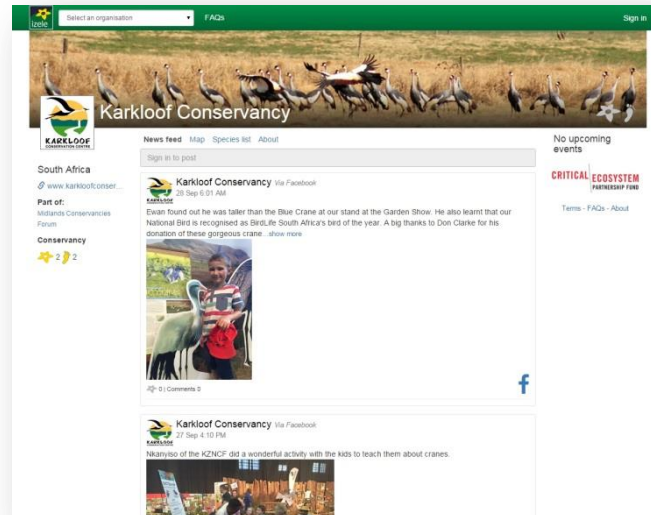 izele
Select an organisation
FAQs
Sign in
Karkloof Conservancy
KARKLOOF
CONSERVATION CENTRE
South Africa
www.karkloofconser...
Part of:
Midlands Conservancies
Forum
Conservancy
2 2
News feed Map Species list About
Sign in to post
Karkloof Conservancy Via Facebook
28 Sep 6:01 AM
KARKLOOF
Ewan found out he was taller than the Blue Crane at our stand at the Garden Show. He also learnt that our
National Bird is recognised as BirdLife South Africa's bird of the year. A big thanks to Don Clarke for his
donation of these gorgeous crane...show more
0 | Comments 0
f
Karkloof Conservancy Via Facebook
27 Sep 4:10 PM
KARKLOOF
Nkanyiso of the KZNCF did a wonderful activity with the kids to teach them about cranes.
No upcoming
events
CRITICAL ECOSYSTEM
PARTNERSHIP FUND
Terms - FAQs - About